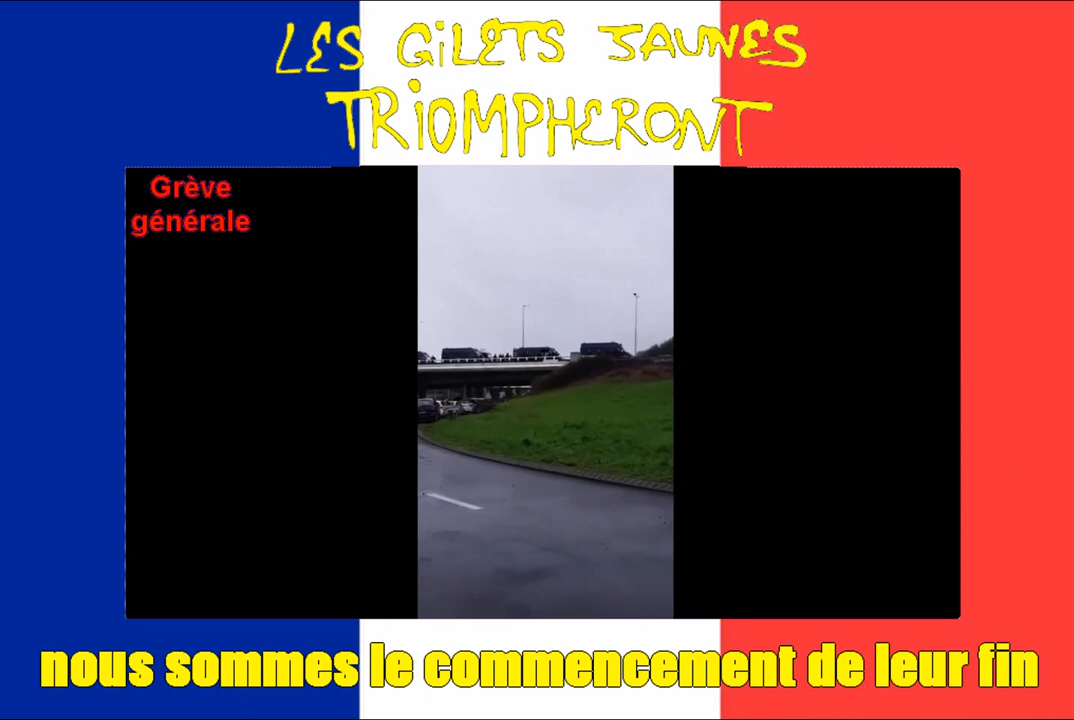 LES GiLETS JAUNES
TRiOMPHERONT
Grève
générale
nous sommes le commencement de leur fin